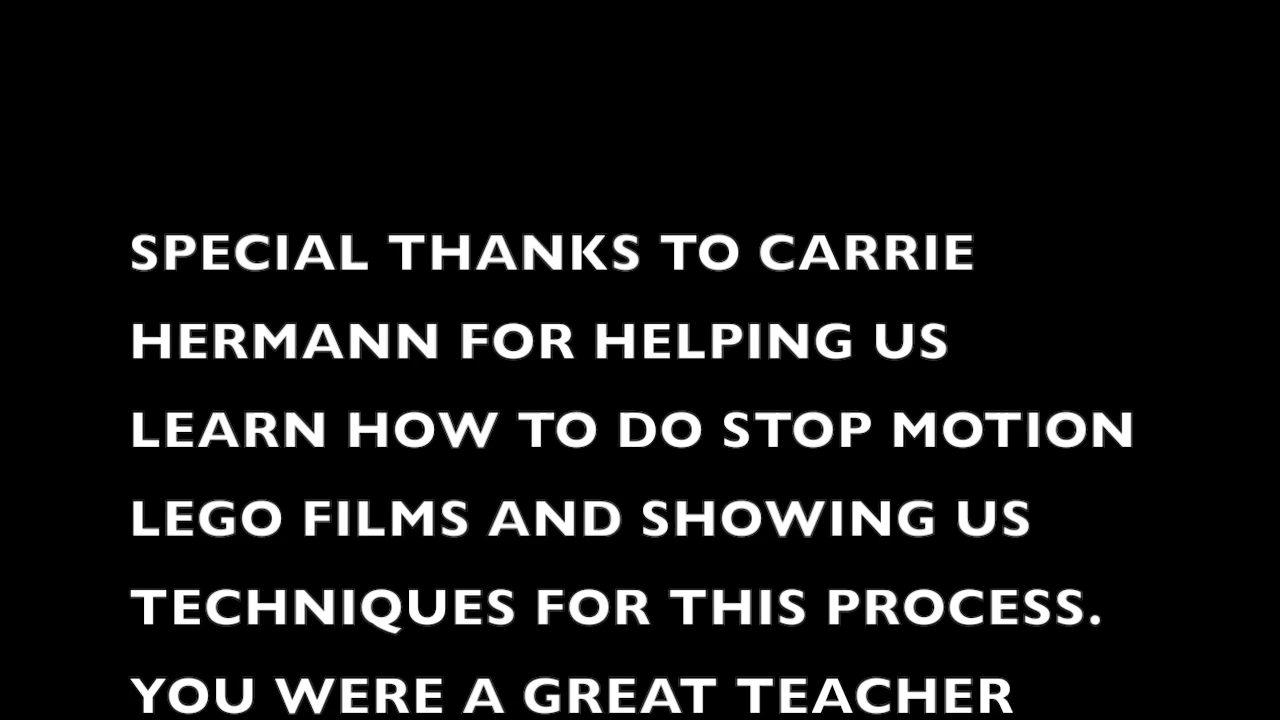 SPECIAL THANKS TO CARRIE
HERMANN FOR HELPING US
LEARN HOW TO DO STOP MOTION
LEGO FILMS AND SHOWING US
TECHNIQUES FOR THIS PROCESS.
YOU WERE A GREAT TEACHER